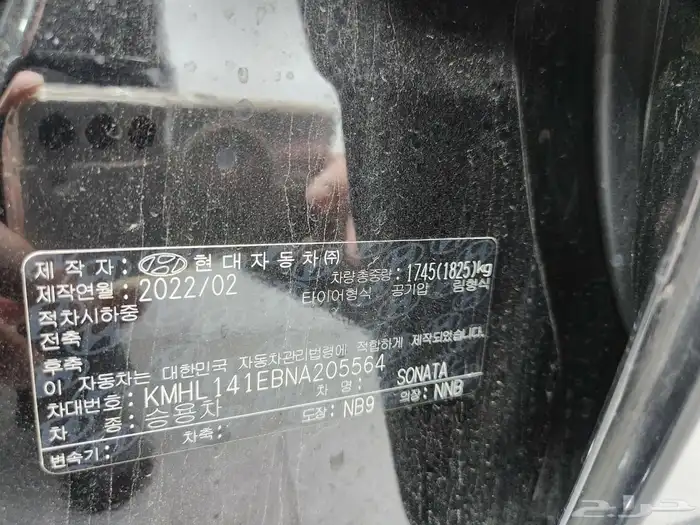 제 작 자 : 현대자동차㈜
차량총중량 : 1745(1825)kg
제작연월 : 2022/02
타이어형식 공기압 림형식
적차시하중
전축
후축
이 자동차는 대한민국 자동차관리법령에 적합하게 제작되었습니다.
차대번호 : KMHL141EBNA205564
차 종 : 승용차 차 명 : SONATA
변속기 : 차축 : 도장 : NB9 의장 : NNB
حراج